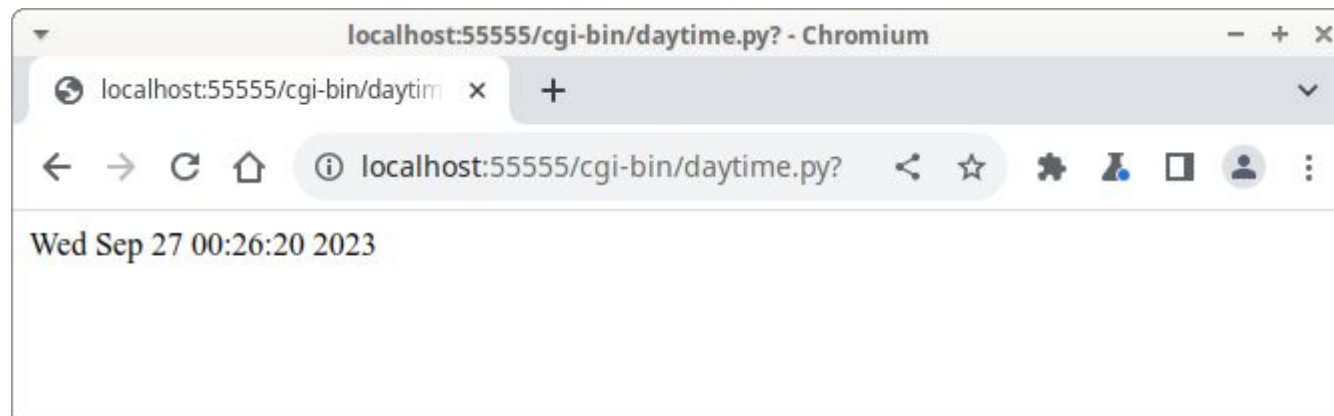 localhost:55555/cgi-bin/daytime.py? - Chromium
localhost:55555/cgi-bin/daytim
localhost:55555/cgi-bin/daytime.py?
Wed Sep 27 00:26:20 2023